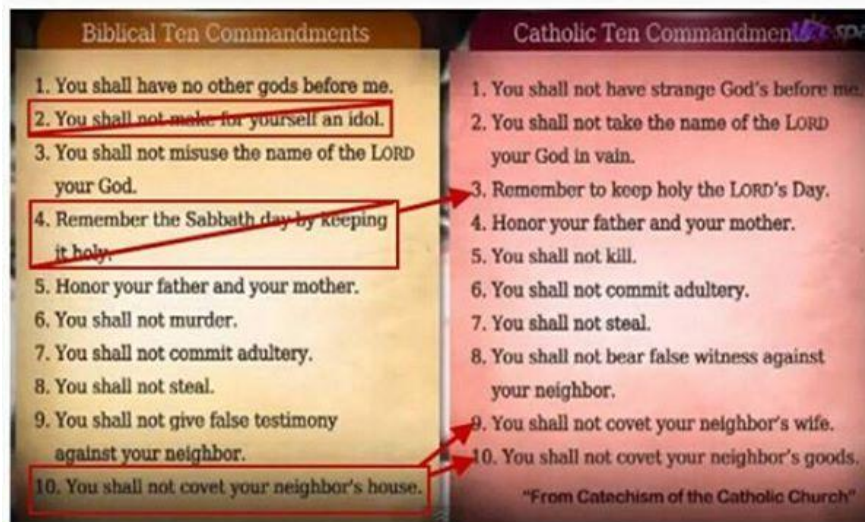 Biblical Ten Commandments
1. You shall have no other gods before me.
2. You shall not make for yourself an idol.
3. You shall not misuse the name of the LORD
your God.
4. Remember the Sabbath day by keeping
it holy.
5. Honor your father and your mother.
6. You shall not murder.
7. You shall not commit adultery.
8. You shall not steal.
9. You shall not give false testimony
against your neighbor.
10. You shall not covet your neighbor's house.
Catholic Ten Commandments
1. You shall not have strange God's before me.
2. You shall not take the name of the LORD
your God in vain.
3. Remember to keep holy the LORD's Day.
4. Honor your father and your mother.
5. You shall not kill.
6. You shall not commit adultery.
7. You shall not steal.
8. You shall not bear false witness against
your neighbor.
9. You shall not covet your neighbor's wife.
10. You shall not covet your neighbor's goods.
"From Catechism of the Catholic Church"